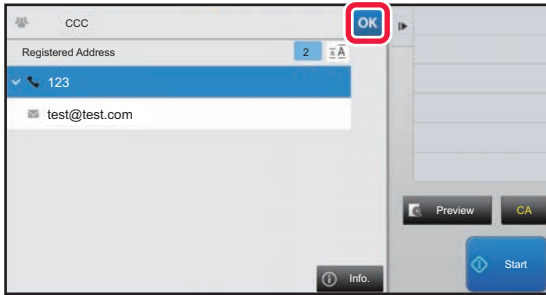 CCC
OK
Registered Address
2
A A
123
test@test.com
Preview
CA
Start
Info.